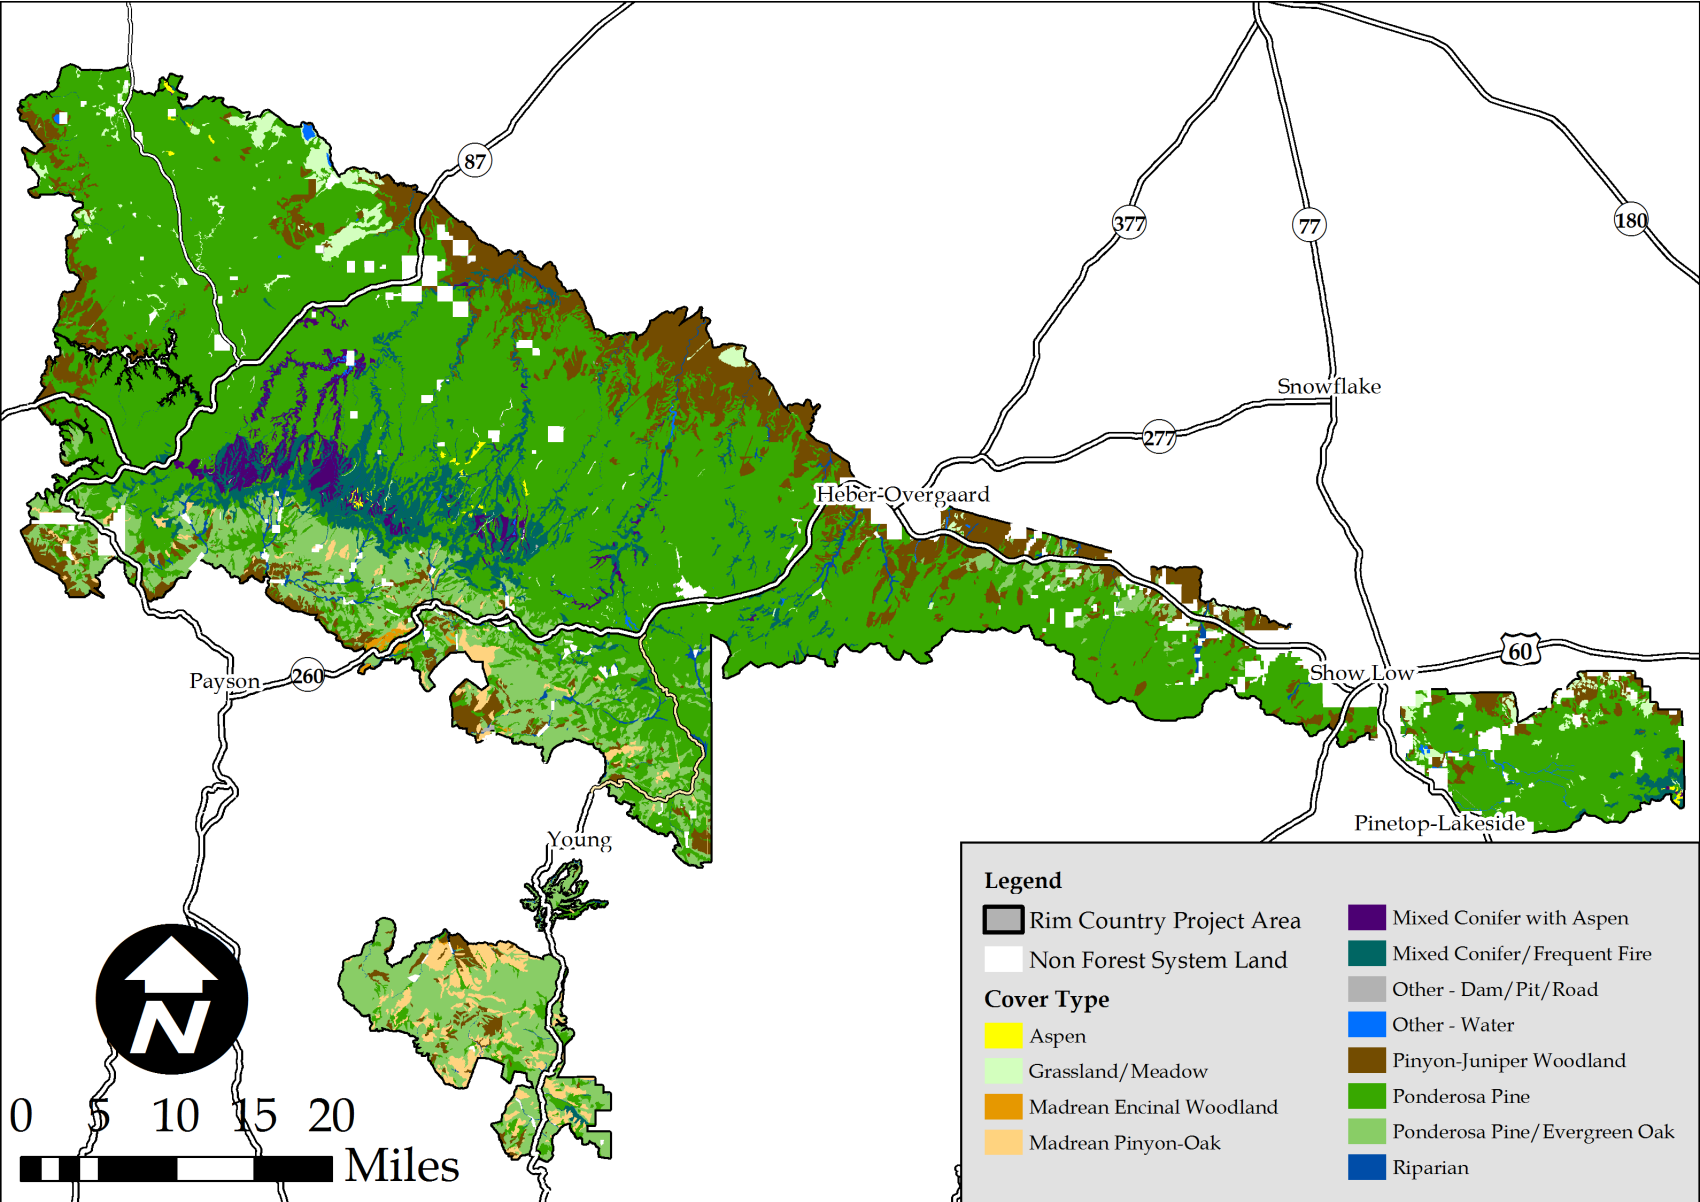 87
377
77
180
Snowflake
277
Heber-Overgaard
60
Show Low
Payson
260
Pinetop-Lakeside
Young
Legend
Rim Country Project Area
Non Forest System Land
Cover Type
Aspen
Grassland/Meadow
Madrean Encinal Woodland
Madrean Pinyon-Oak
Mixed Conifer with Aspen
Mixed Conifer/Frequent Fire
Other - Dam/Pit/Road
Other - Water
Pinyon-Juniper Woodland
Ponderosa Pine
Ponderosa Pine/Evergreen Oak
Riparian
N
0 5 10 15 20
Miles